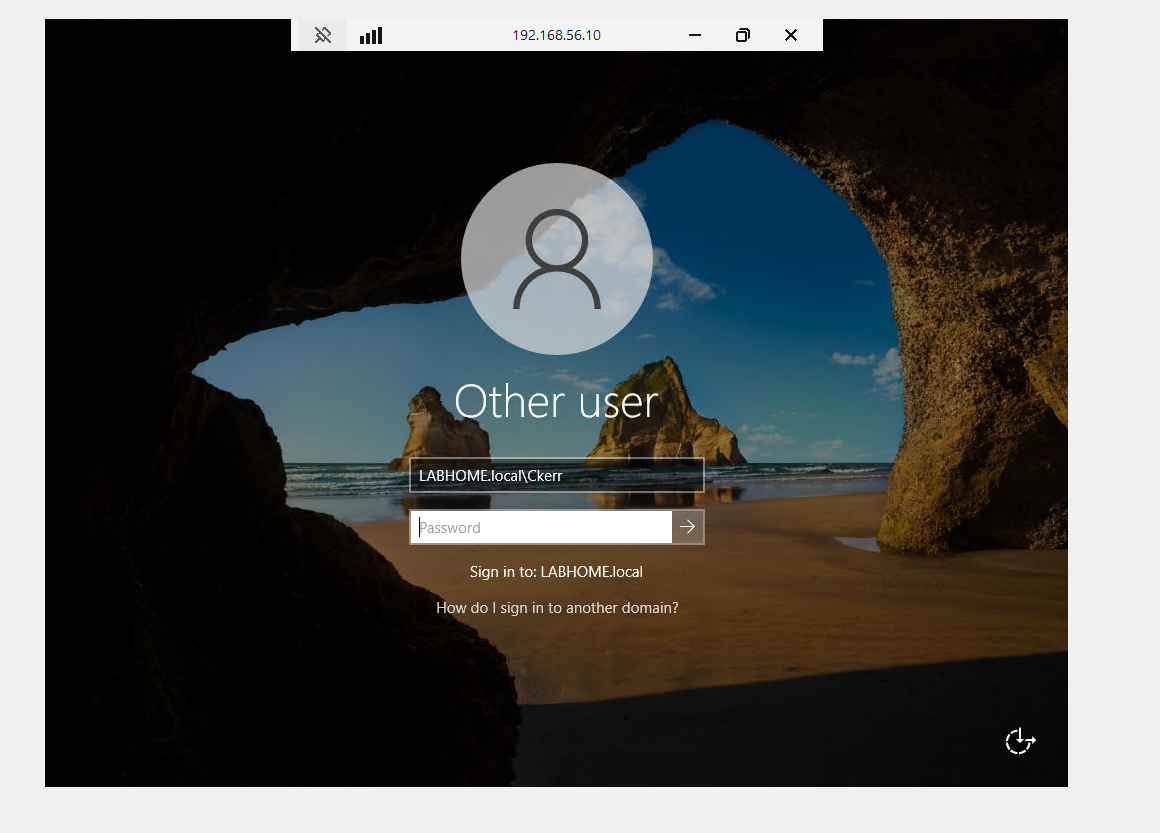 192.168.56.10
Other user
LABHOME.local\Ckerr
Password
Sign in to: LABHOME.local
How do I sign in to another domain?